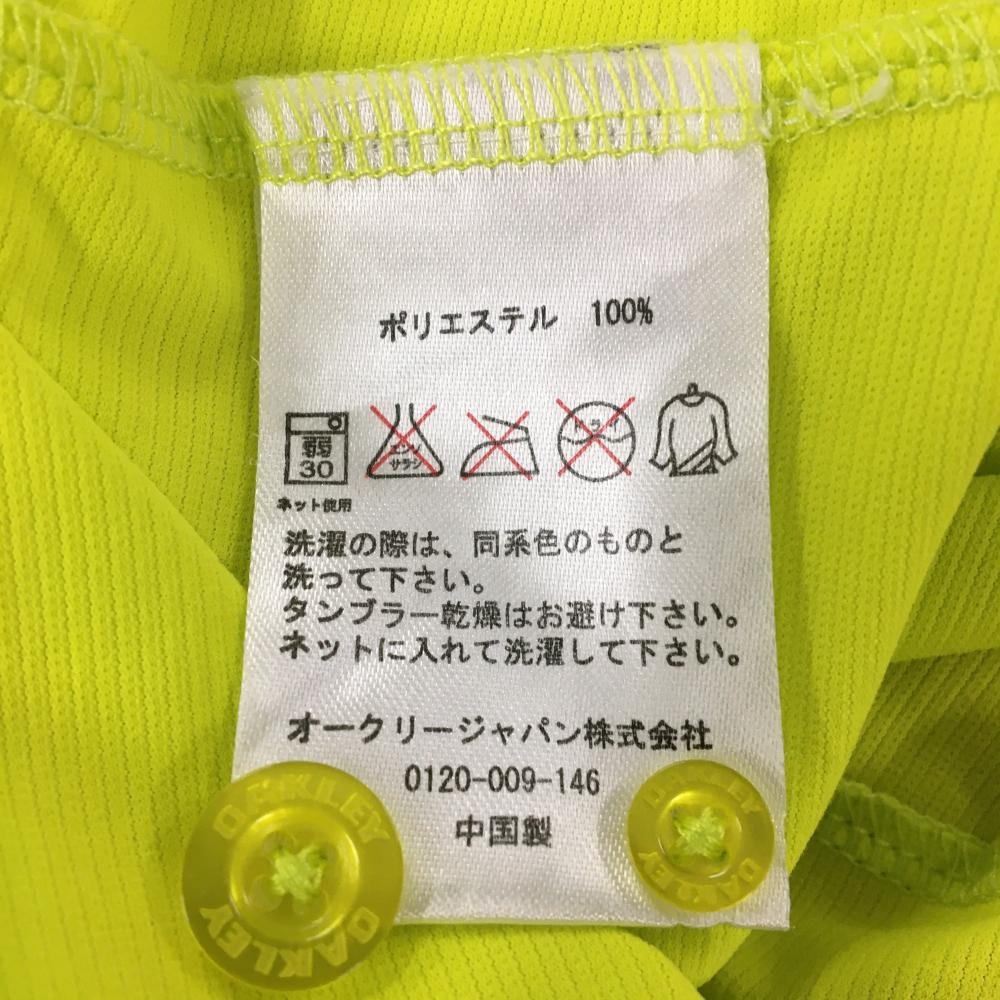 ポリエステル 100%
弱
30
エンソ
サラシ
ドライ
ネット使用
洗濯の際は、同系色のものと
洗って下さい。
タンブラー乾燥はお避け下さい。
ネットに入れて洗濯して下さい。
オークリージャパン株式会社
0120-009-146
中国製
OAKLEY
OAKLEY
OAKLEY
OAKLEY